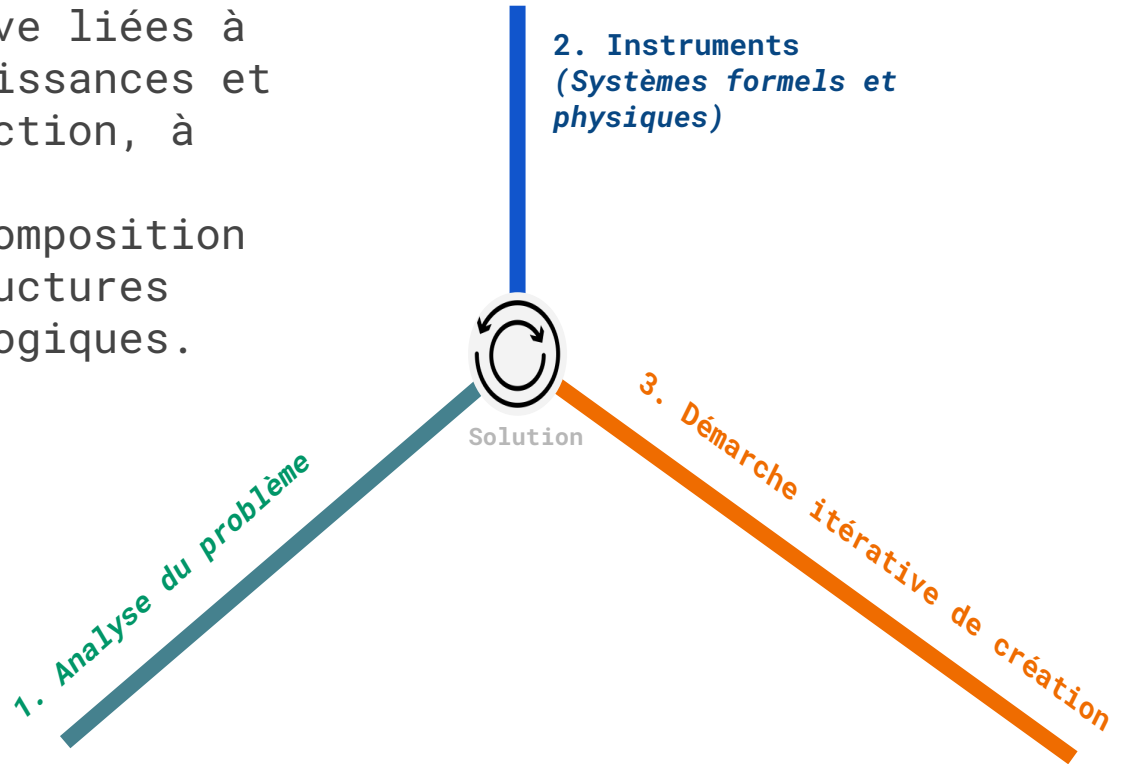 ve liées à
issances et
ction, à
omposition
uctures
ogiques.
2. Instruments
(Systèmes formels et
physiques)
Solution
1. Analyse du problème
3. Démarche itérative de création